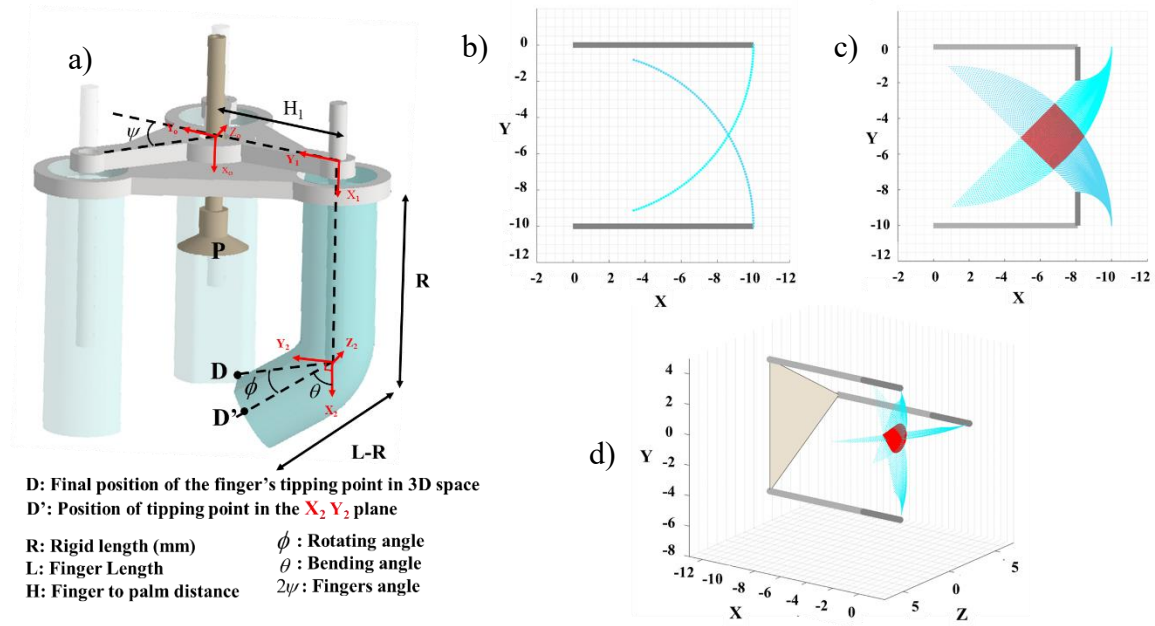 a)
H1
ψ
Yo
Zo
Xo
Y1
X1
P
R
Y2
Z2
D
ϕ
θ
X2
D'
L-R
D: Final position of the finger's tipping point in 3D space
D': Position of tipping point in the X2 Y2 plane
R: Rigid length (mm)
L: Finger Length
H: Finger to palm distance
ϕ : Rotating angle
θ : Bending angle
2ψ: Fingers angle
b)
0
-2
-4
Y
-6
-8
-10
-12
-2 0 2 -4 -6 -8 -10 -12
X
c)
0
-2
-4
Y
-6
-8
-10
-12
-2 0 2 -4 -6 -8 -10 -12
X
d)
4
2
0
Y
-2
-4
-6
-8
-12 -10 -8 -6 -4 -2 0
X
5
0
5
Z